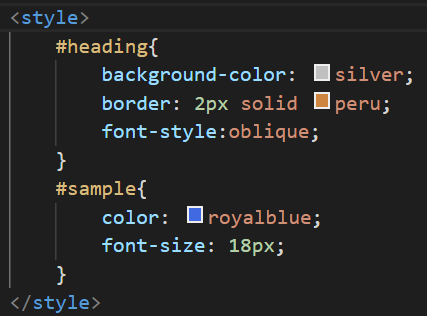 <style>
#heading{
background-color: silver;
border: 2px solid peru;
font-style:oblique;
}
#sample{
color: royalblue;
font-size: 18px;
}
</style>